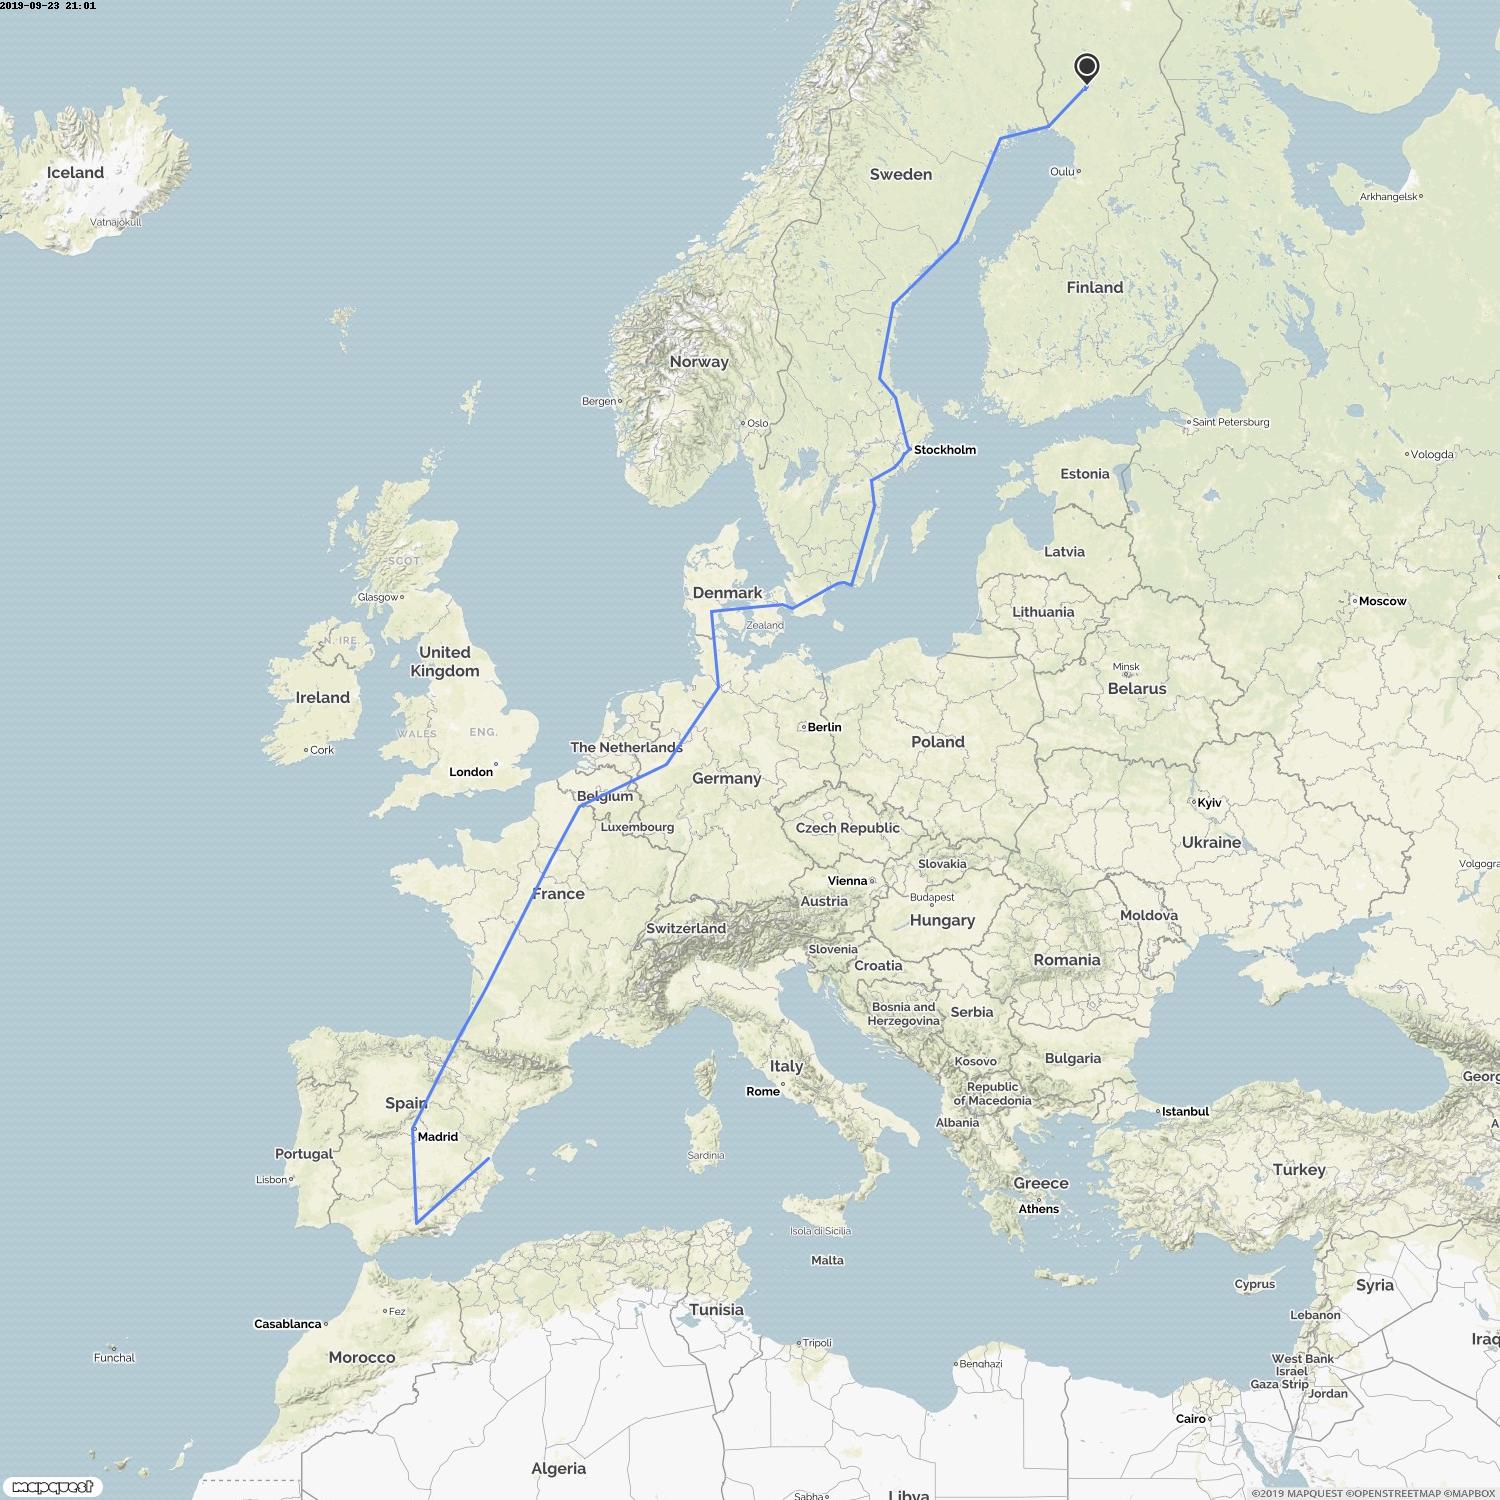 2019-09-23 21:01
Iceland
Vatnajökull
Sweden
Oulu
Arkhangelsk
Finland
Norway
Bergen
Oslo
Stockholm
Saint Petersburg
Vologda
Estonia
SCOT.
Latvia
Glasgow
Denmark
Zealand
Lithuania
Moscow
N. IRE.
United
Kingdom
Minsk
Belarus
Ireland
WALES
ENG.
Berlin
Cork
The Netherlands
Poland
London
Germany
Belgium
Kyiv
Luxembourg
Czech Republic
Ukraine
Slovakia
Volgogra
Vienna
France
Austria
Budapest
Hungary
Moldova
Switzerland
Slovenia
Croatia
Romania
Bosnia and
Herzegovina
Serbia
Kosovo
Bulgaria
Italy
Rome
Republic
of Macedonia
Georg
Spain
Istanbul
Albania
A
Madrid
Portugal
Sardinia
Turkey
Lisbon
Greece
Athens
Isola di Sicilia
Malta
Cyprus
Syria
Fez
Tunisia
Lebanon
Casablanca
Iraq
Tripoli
Funchal
Morocco
Benghazi
West Bank
Israel
Gaza Strip
Jordan
Cairo
Algeria
Sabha
Libya
mapquest
©2019 MAPQUEST ©OPENSTREETMAP ©MAPBOX